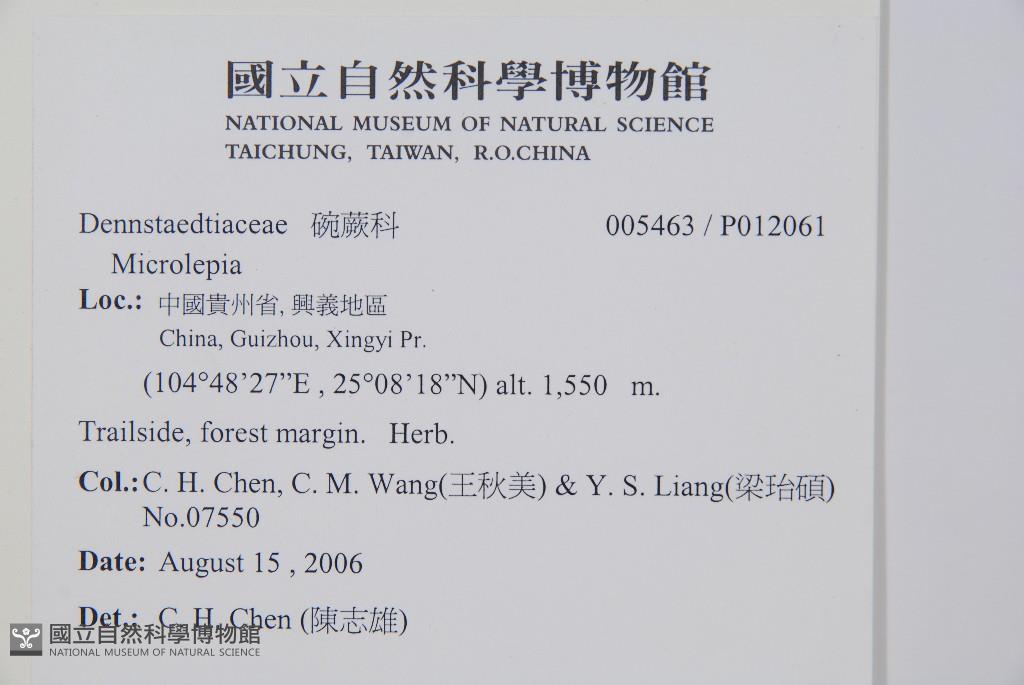 國立自然科學博物館
NATIONAL MUSEUM OF NATURAL SCIENCE
TAICHUNG, TAIWAN, R.O.CHINA
Dennstaedtiaceae 碗蕨科 005463 / P012061
Microlepia
Loc.: 中國貴州省, 興義地區
China, Guizhou, Xingyi Pr.
(104°48’27”E , 25°08’18”N) alt. 1,550 m.
Trailside, forest margin. Herb.
Col.: C. H. Chen, C. M. Wang(王秋美) & Y. S. Liang(梁珆碩)
No.07550
Date: August 15 , 2006
Det.: C. H. Chen (陳志雄)
國立自然科學博物館
NATIONAL MUSEUM OF NATURAL SCIENCE